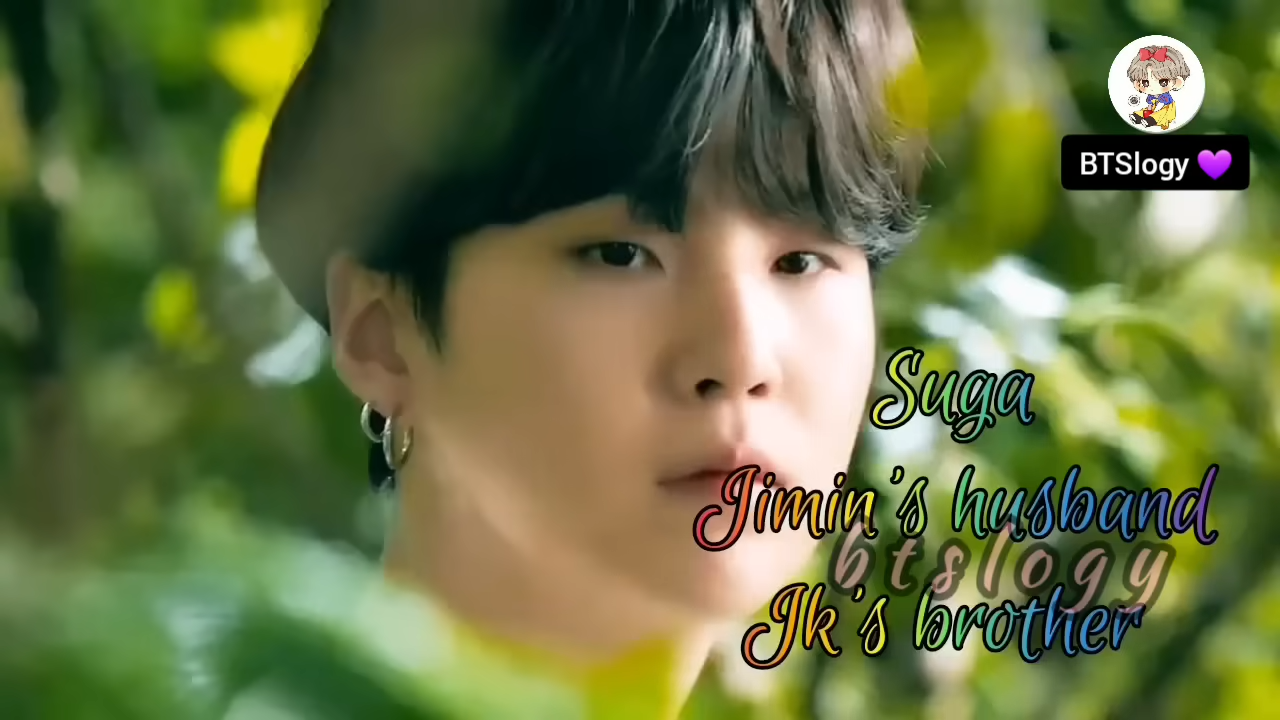 BTSlogy 💜
Suga
Jimin's husband
btslogy
Jk's brother